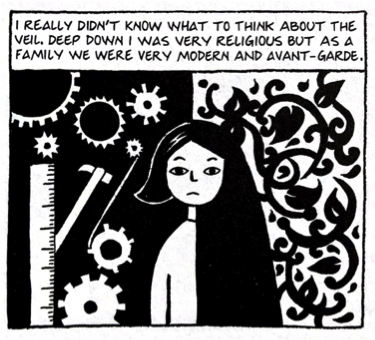 I REALLY DIDN'T KNOW WHAT TO THINK ABOUT THE
VEIL. DEEP DOWN I WAS VERY RELIGIOUS BUT AS A
FAMILY WE WERE VERY MODERN AND AVANT-GARDE.